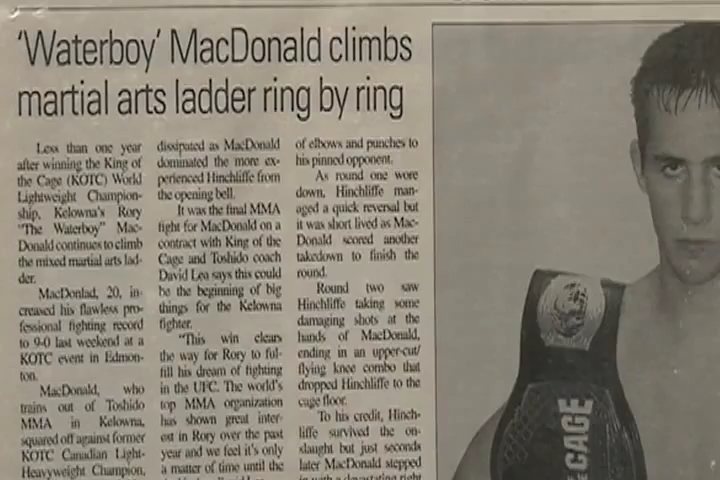 'Waterboy' MacDonald climbs
martial arts ladder ring by ring
Less than one year
after winning the King of
the Cage (KOTC) World
Lightweight Champion-
ship, Kelowna's Rory
"The Waterboy" Mac-
Donald continues to climb
the mixed martial arts lad-
der.
MacDonlad, 20, in-
creased his flawless pro-
fessional fighting record
to 9-0 last weekend at a
KOTC event in Edmon-
ton.
MacDonald, who
trains out of Toshido
MMA in Kelowna,
squared off against former
KOTC Canadian Light-
Heavyweight Champion,
dissipated as MacDonald
dominated the more ex-
perienced Hinchliffe from
the opening bell.
It was the final MMA
fight for MacDonald on a
contract with King of the
Cage and Toshido coach
David Lea says this could
be the beginning of big
things for the Kelowna
fighter.
"This win clears
the way for Rory to ful-
fill his dream of fighting
in the UFC. The world's
top MMA organization
has shown great inter-
est in Rory over the past
year and we feel it's only
a matter of time until the
of elbows and punches to
his pinned opponent.
As round one wore
down, Hinchliffe man-
aged a quick reversal but
it was short lived as Mac-
Donald scored another
takedown to finish the
round.
Round two saw
Hinchliffe taking some
damaging shots at the
hands of MacDonald,
ending in an upper-cut/
flying knee combo that
dropped Hinchliffe to the
cage floor.
To his credit, Hinch-
liffe survived the on-
slaught but just seconds
later MacDonald stepped
in with a devastating right
CAGE